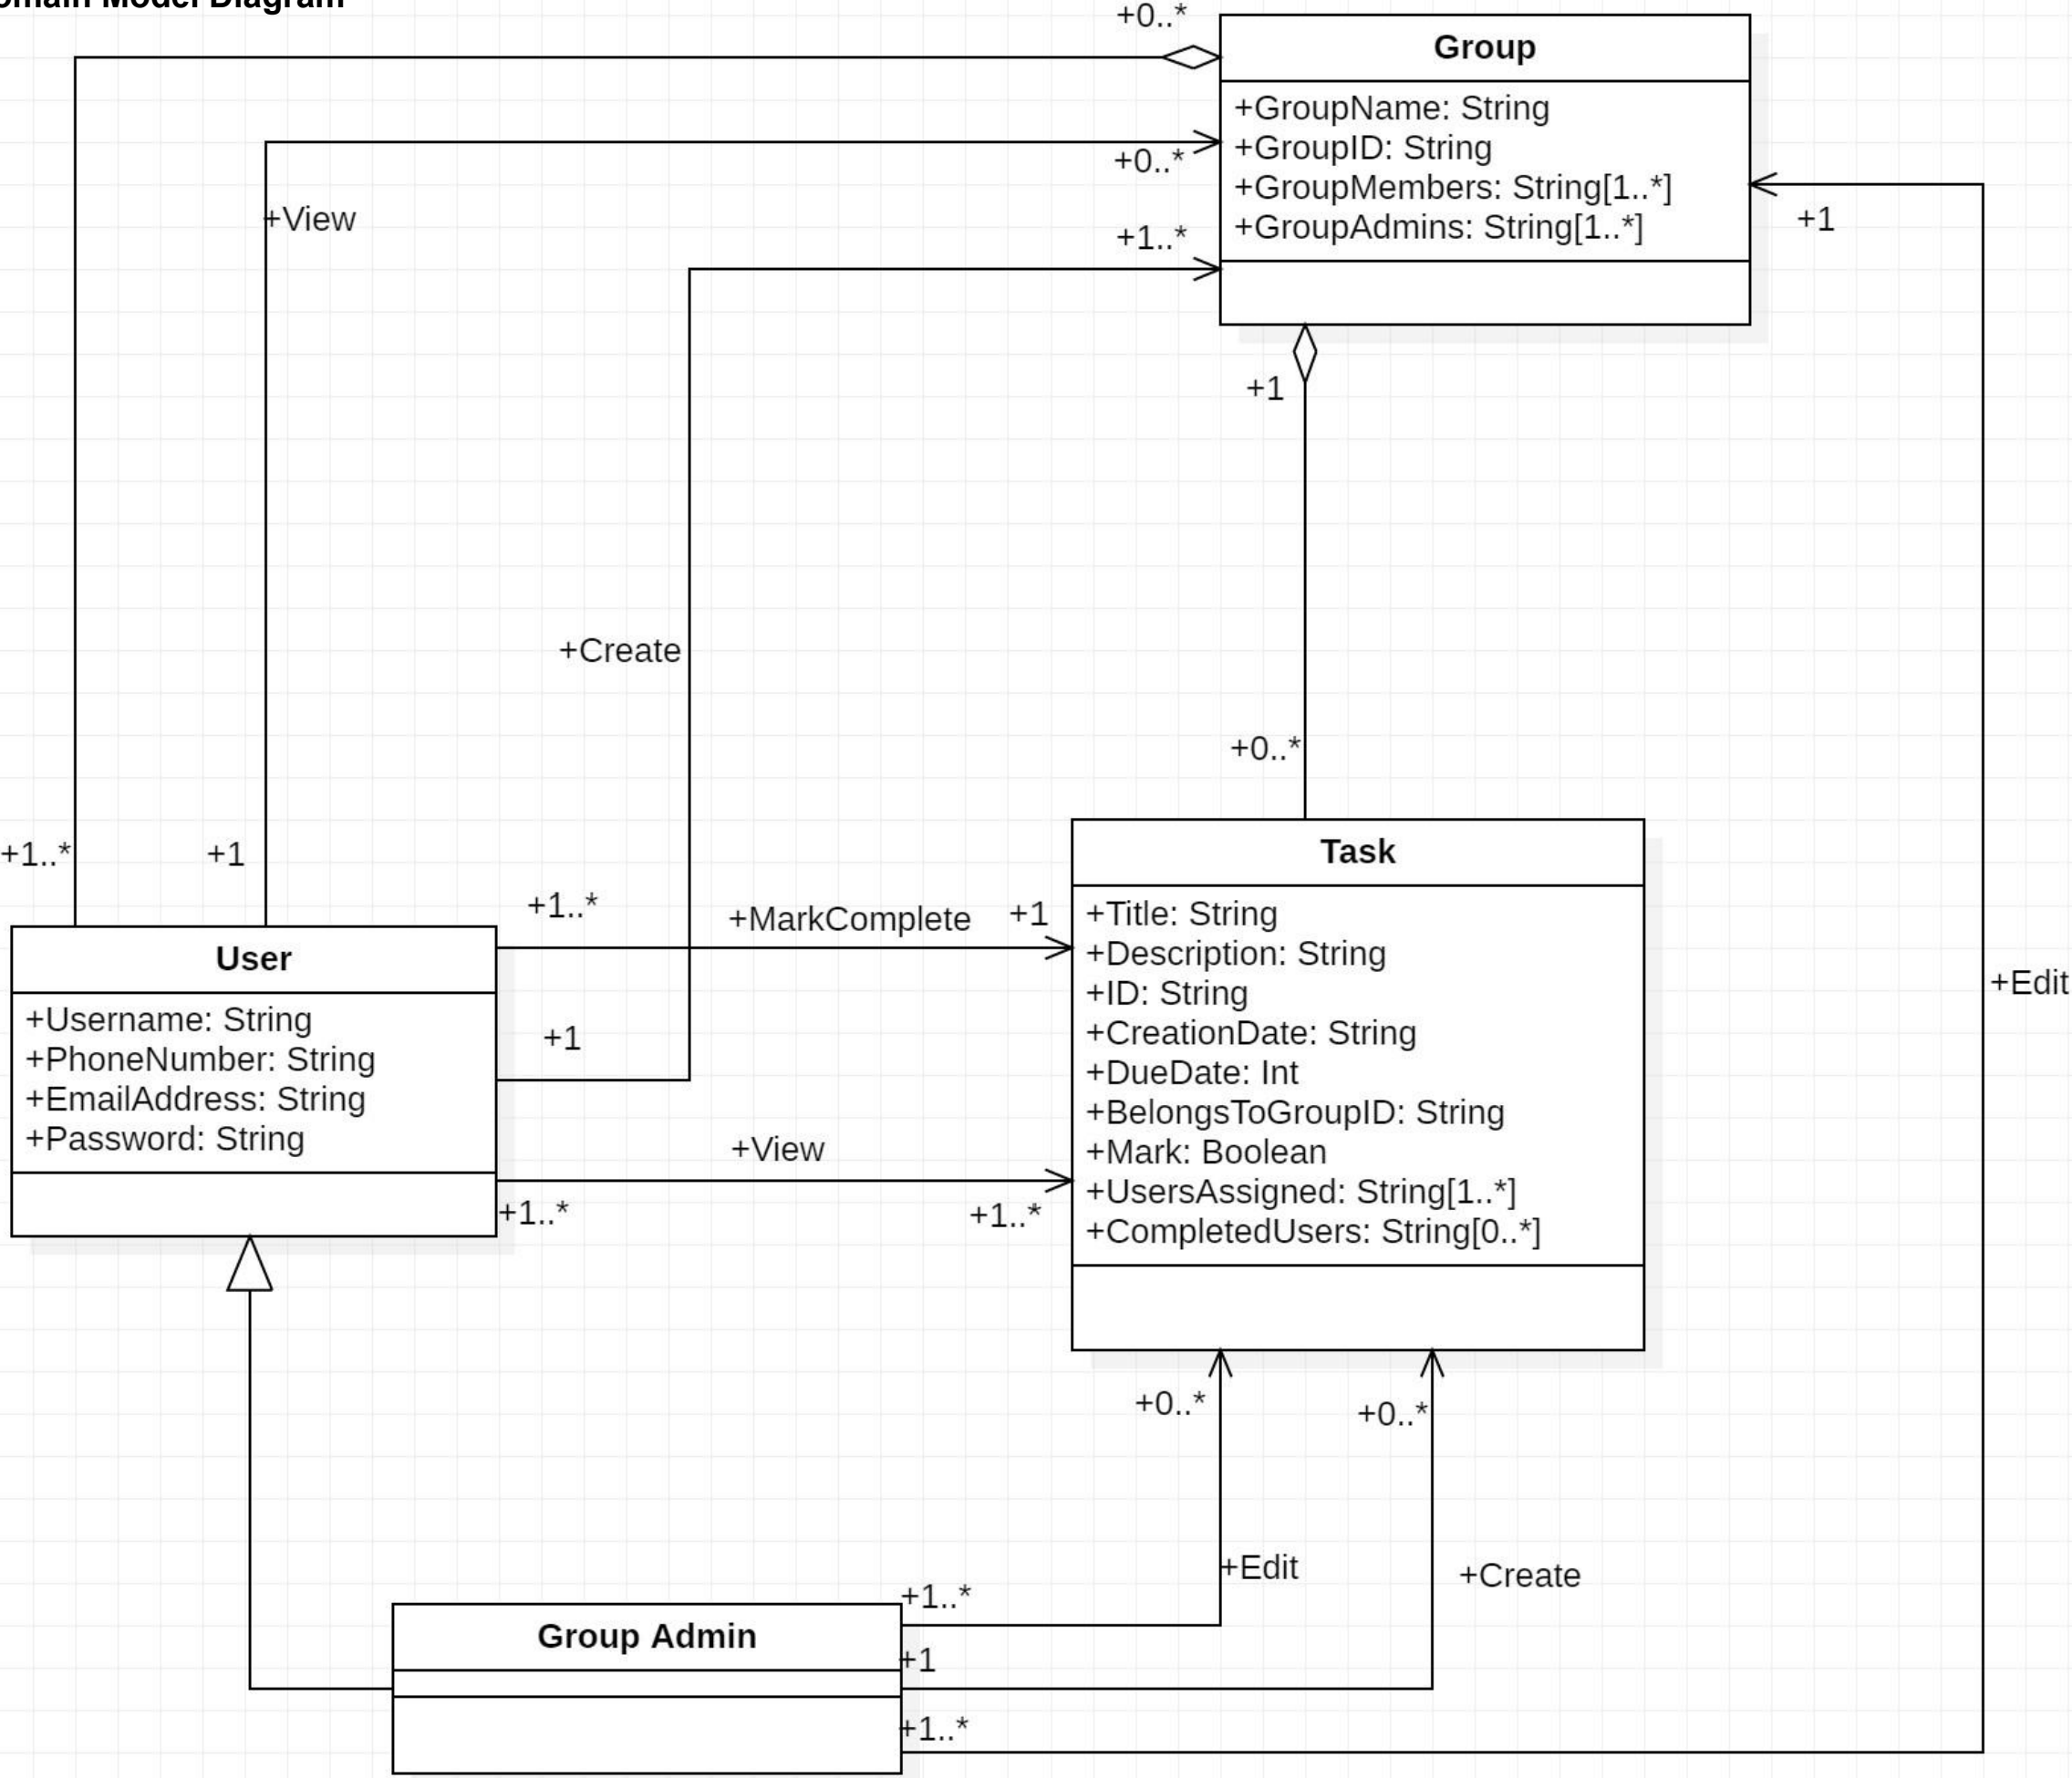 Model Diagram
+0..*
Group
+GroupName: String
+GroupID: String
+GroupMembers: String[1..*]
+GroupAdmins: String[1..*]
+0..*
+View
+1..*
+1
+1
+Create
+0..*
+1..*
+1
User
+Username: String
+PhoneNumber: String
+EmailAddress: String
+Password: String
+1..*
+MarkComplete
+1
+1
+View
+1..*
+1..*
Task
+Title: String
+Description: String
+ID: String
+CreationDate: String
+DueDate: Int
+BelongsToGroupID: String
+Mark: Boolean
+UsersAssigned: String[1..*]
+CompletedUsers: String[0..*]
+Edit
+0..*
+0..*
+Edit
+Create
Group Admin
+1..*
+1
+1..*